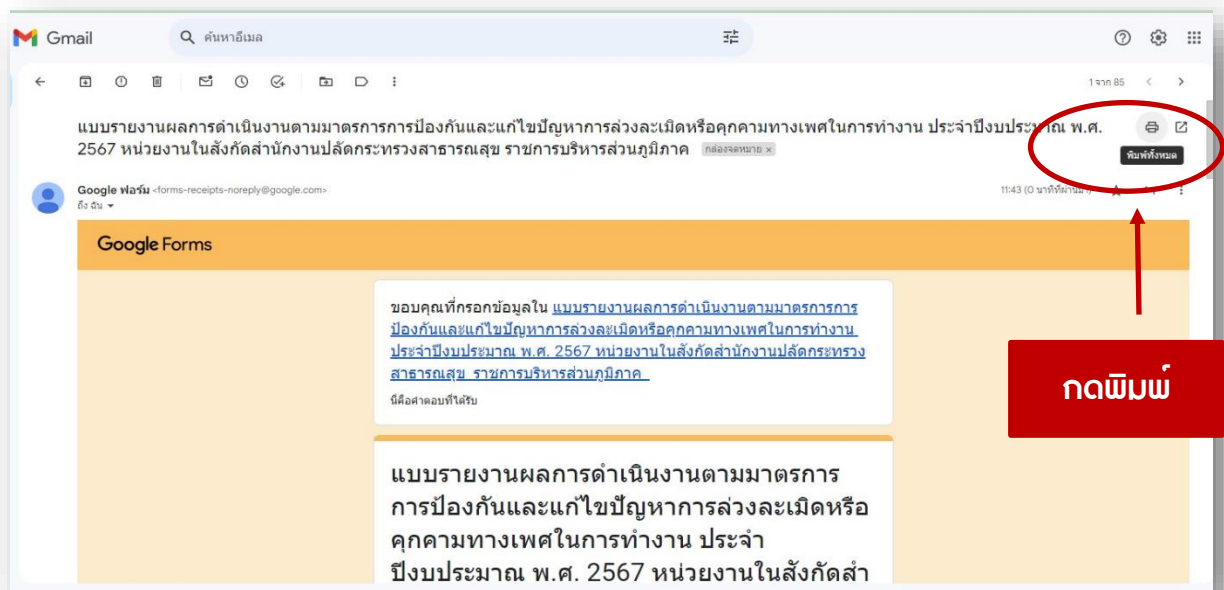 Gmail
ค้นหาอีเมล
1 จาก 85
แบบรายงานผลการดำเนินงานตามมาตรการการป้องกันและแก้ไขปัญหาการล่วงละเมิดหรือคุกคามทางเพศในการทำงาน ประจำปีงบประมาณ พ.ศ.
2567 หน่วยงานในสังกัดสำนักงานปลัดกระทรวงสาธารณสุข ราชการบริหารส่วนภูมิภาค กล่องจดหมาย ×
พิมพ์ทั้งหมด
Google ฟอร์ม <forms-receipts-noreply@google.com>
11:43 (0 นาทีที่ผ่านมา)
ถึง ฉัน
Google Forms
ขอบคุณที่กรอกข้อมูลใน แบบรายงานผลการดำเนินงานตามมาตรการการ
ป้องกันและแก้ไขปัญหาการล่วงละเมิดหรือคุกคามทางเพศในการทำงาน
ประจำปีงบประมาณ พ.ศ. 2567 หน่วยงานในสังกัดสำนักงานปลัดกระทรวง
สาธารณสุข ราชการบริหารส่วนภูมิภาค
นี่คือคำตอบที่ได้รับ
กดพิมพ์
แบบรายงานผลการดำเนินงานตามมาตรการ
การป้องกันและแก้ไขปัญหาการล่วงละเมิดหรือ
คุกคามทางเพศในการทำงาน ประจำ
ปีงบประมาณ พ.ศ. 2567 หน่วยงานในสังกัดสำ